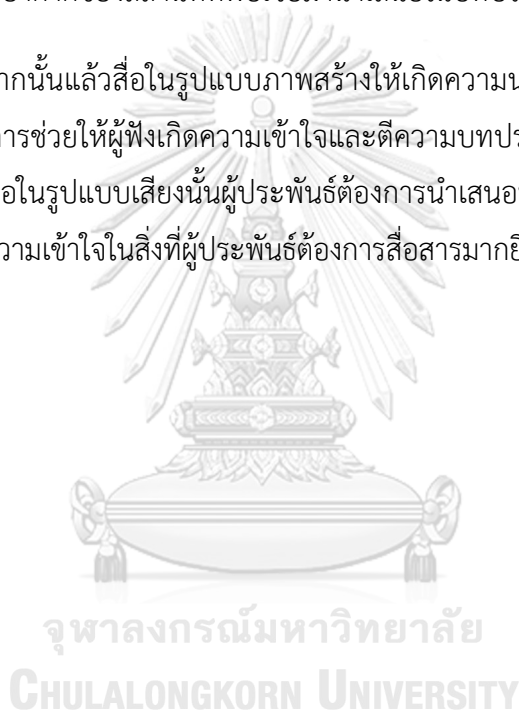 ากนั้นแล้วสื่อในรูปแบบภาพสร้างให้เกิดความน
การช่วยให้ผู้ฟังเกิดความเข้าใจและตีความบทปร
อในรูปแบบเสียงนั้นผู้ประพันธ์ต้องการนำเสนอ
วามเข้าใจในสิ่งที่ผู้ประพันธ์ต้องการสื่อสารมากยิ
จุฬาลงกรณ์มหาวิทยาลัย
CHULALONGKORN UNIVERSITY